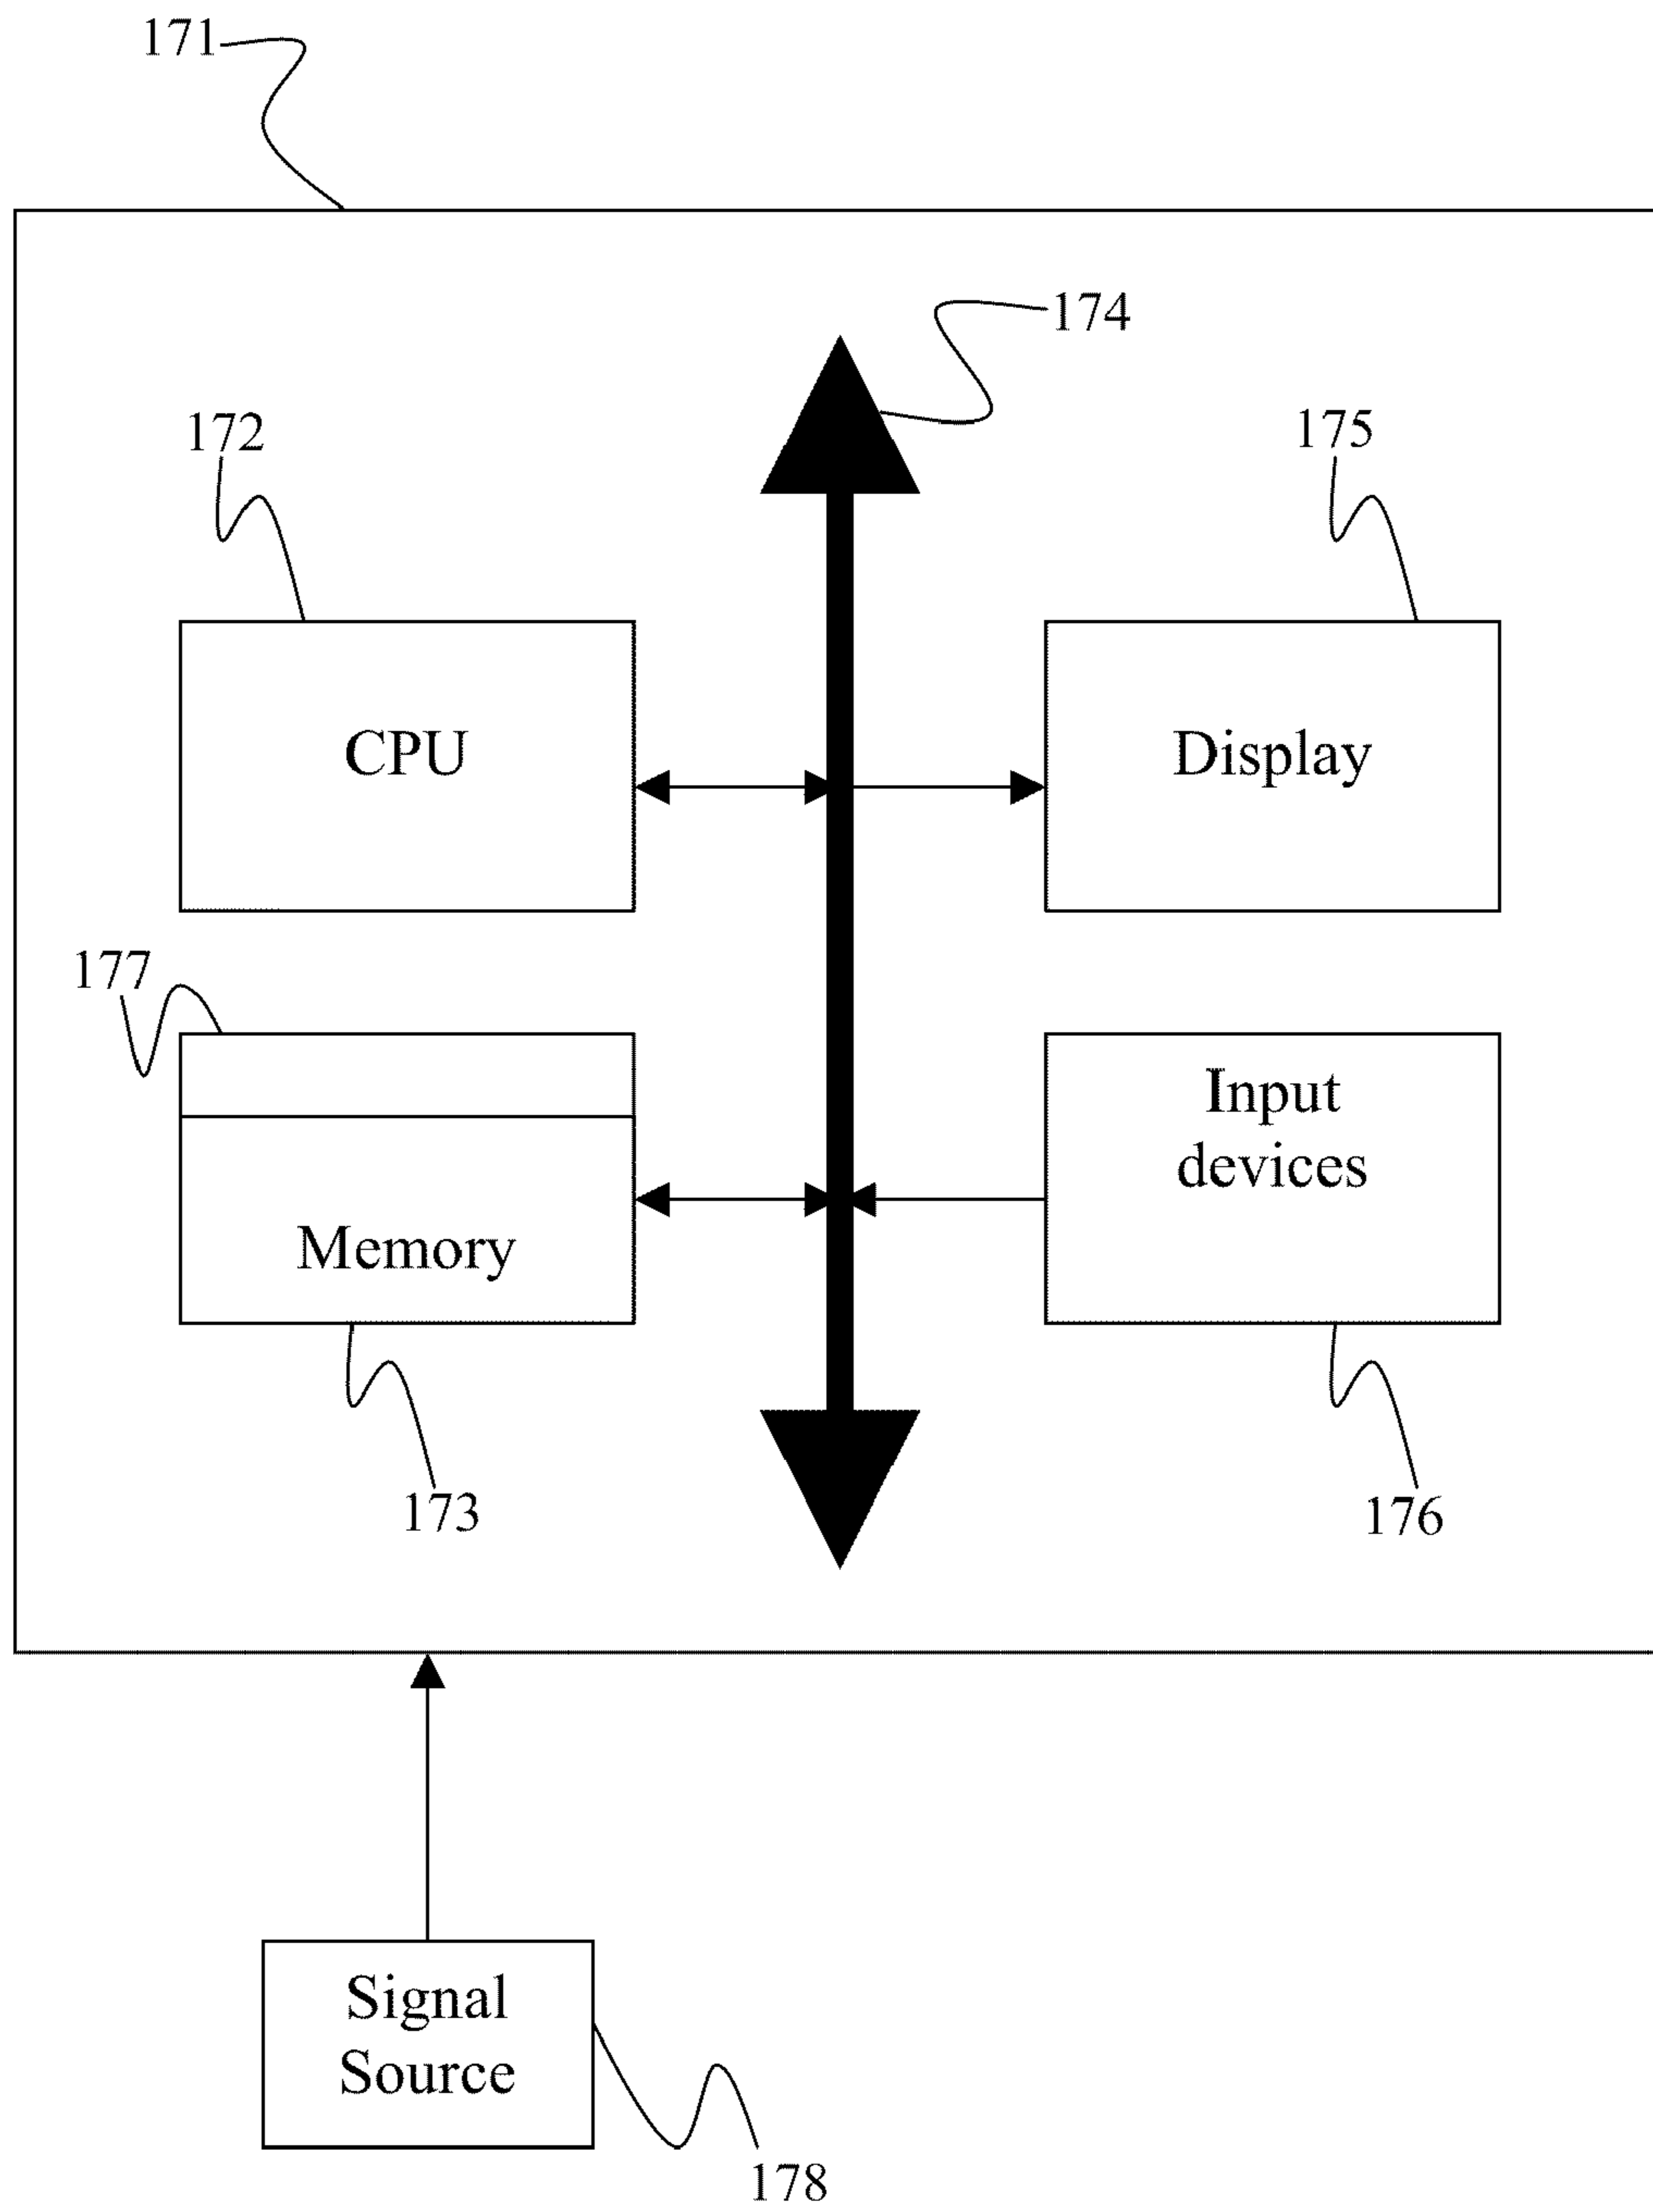 171
174
172
175
CPU
Display
177
Input
devices
Memory
173
176
Signal
Source
178